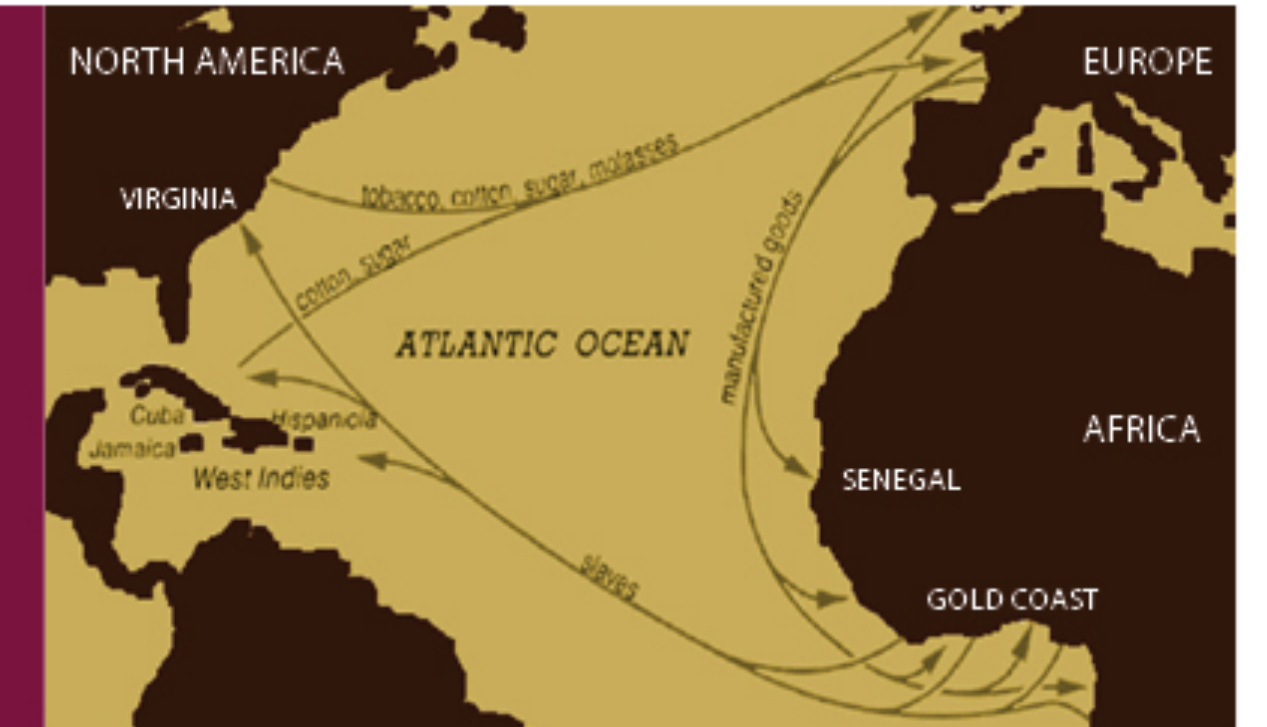 NORTH AMERICA
EUROPE
VIRGINIA
tobacco, cotton, sugar, molasses
cotton, sugar
manufactured goods
ATLANTIC OCEAN
Cuba
Hispanicia
Jamaica
West Indies
AFRICA
SENEGAL
slaves
GOLD COAST